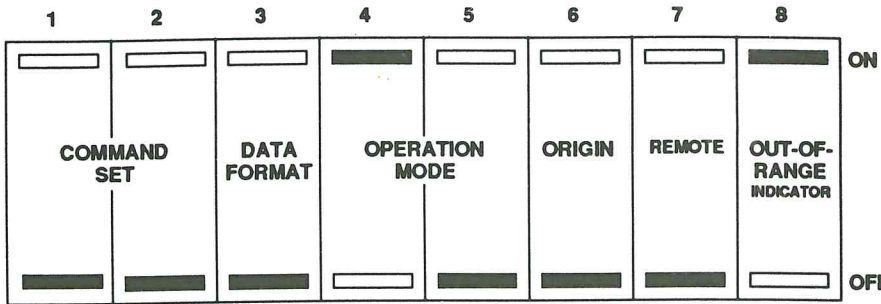 1 2 3 4 5 6 7 8
ON
COMMAND SET
DATA FORMAT
OPERATION MODE
ORIGIN
REMOTE
OUT-OF-RANGE INDICATOR
OFF